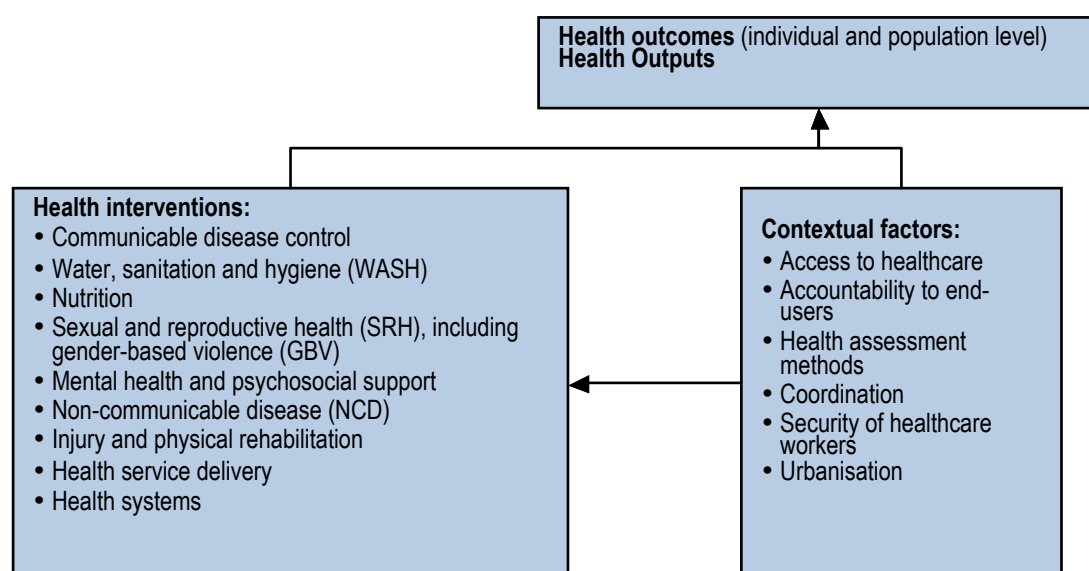 Health outcomes (individual and population level)
Health Outputs
Health interventions:
• Communicable disease control
• Water, sanitation and hygiene (WASH)
• Nutrition
• Sexual and reproductive health (SRH), including
gender-based violence (GBV)
• Mental health and psychosocial support
• Non-communicable disease (NCD)
• Injury and physical rehabilitation
• Health service delivery
• Health systems
Contextual factors:
• Access to healthcare
• Accountability to end-
users
• Health assessment
methods
• Coordination
• Security of healthcare
workers
• Urbanisation